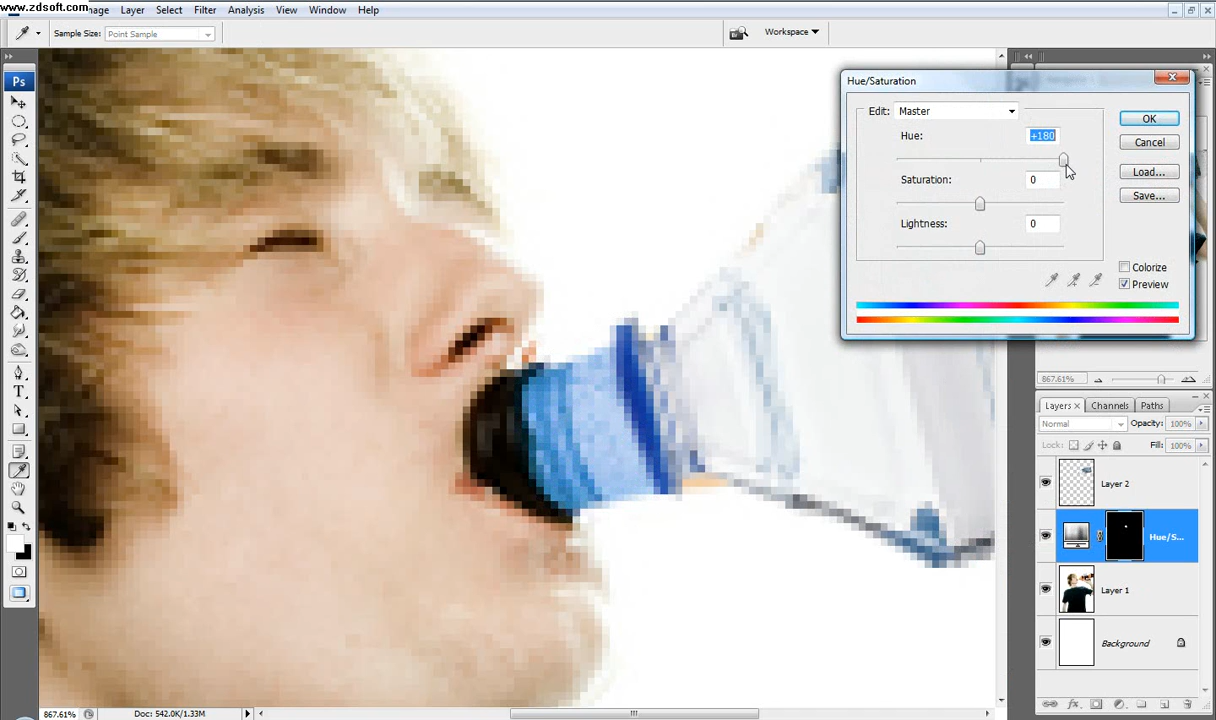 www.zdsoft.com
Image Layer Select Filter Analysis View Window Help
Sample Size: Point Sample
Workspace
Ps
Hue/Saturation
Edit: Master
OK
Hue: +180
Cancel
Load...
Saturation: 0
Save...
Lightness: 0
Colorize
Preview
867.61%
Layers × Channels Paths
Normal Opacity: 100%
Lock: Fill: 100%
Layer 2
Hue/S...
Layer 1
Background
867.61% Doc: 542.0K/1.33M
T